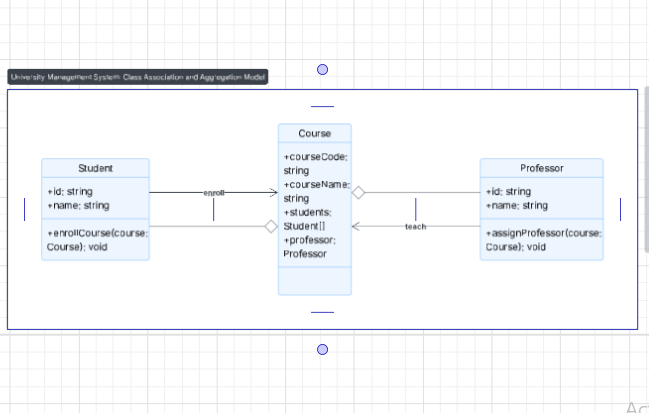 University Management System: Class Association and Aggregation Model
Student
+id: string
+name: string
+enrollCourse(course:
Course): void
enroll
Course
+courseCode:
string
+courseName:
string
+students:
Student[]
+professor:
Professor
teach
Professor
+id: string
+name: string
+assignProfessor(course:
Course): void